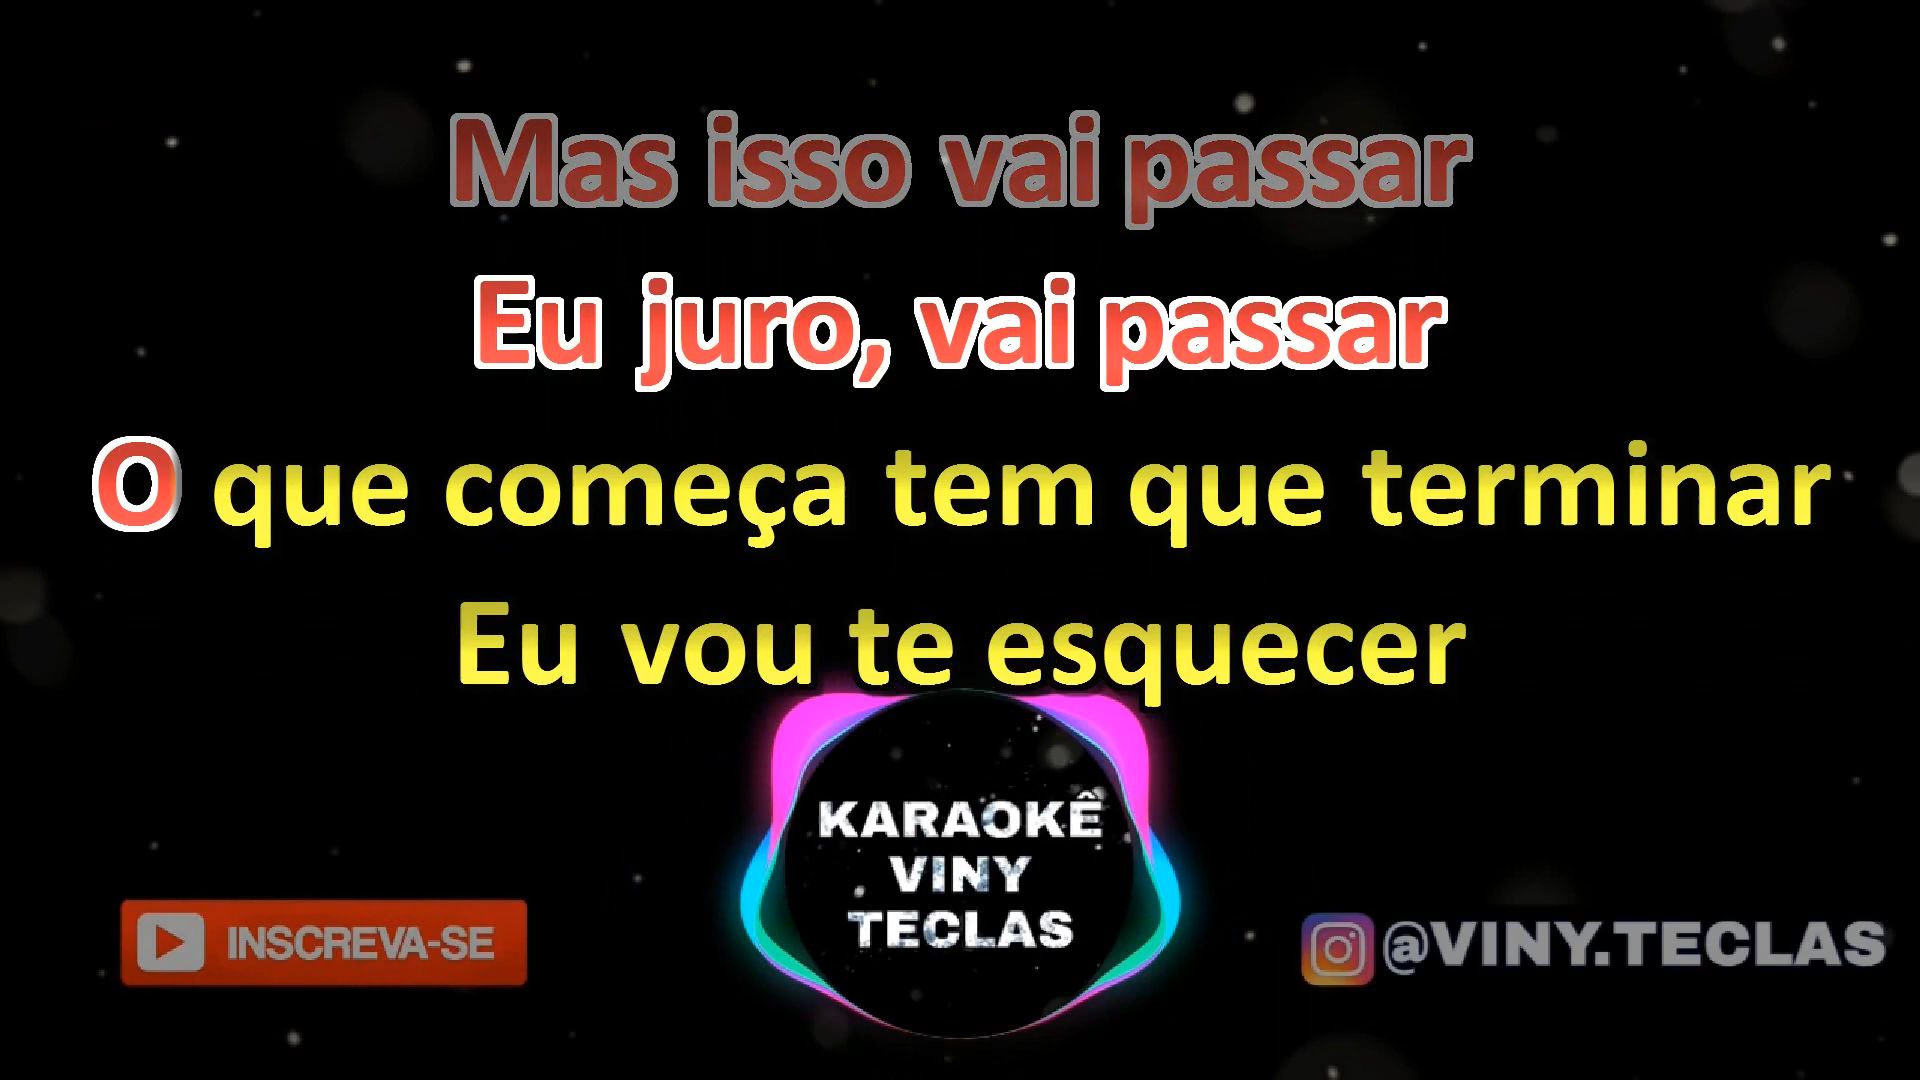 Mas isso vai passar
Eu juro, vai passar
O que começa tem que terminar
Eu vou te esquecer
KARAOKÊ
VINY
TECLAS
INSCREVA-SE
@VINY.TECLAS